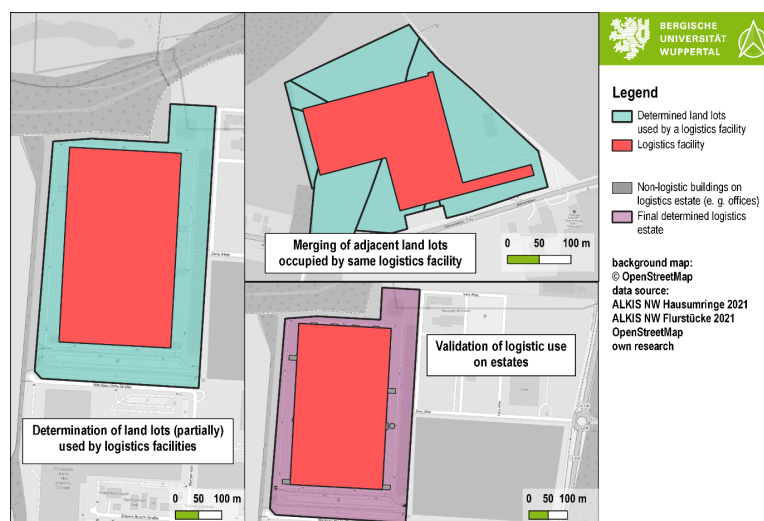 BERGISCHE
UNIVERSITÄT
WUPPERTAL
Legend
Determined land lots
used by a logistics facility
Logistics facility
Non-logistic buildings on
logistics estate (e. g. offices)
Final determined logistics
estate
background map:
© OpenStreetMap
data source:
ALKIS NW Hausumringe 2021
ALKIS NW Flurstücke 2021
OpenStreetMap
own research
Merging of adjacent land lots
occupied by same logistics facility
0 50 100 m
Validation of logistic use
on estates
0 50 100 m
Determination of land lots (partially)
used by logistics facilities
0 50 100 m